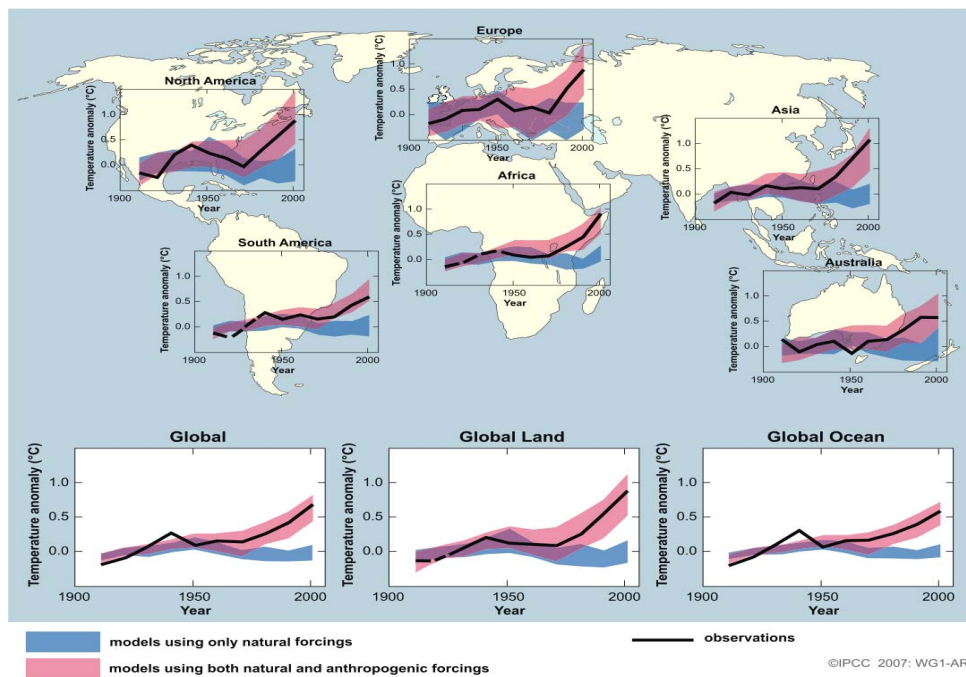 Europe
Temperature anomaly (°C)
1.0
0.5
0.0
1900
1950
2000
Year
North America
Temperature anomaly (°C)
1.0
0.5
0.0
1900
1950
2000
Year
Asia
Temperature anomaly (°C)
1.0
0.5
0.0
1900
1950
2000
Year
Africa
Temperature anomaly (°C)
1.0
0.5
0.0
1900
1950
2000
Year
South America
Temperature anomaly (°C)
1.0
0.5
0.0
1900
1950
2000
Year
Australia
Temperature anomaly (°C)
1.0
0.5
0.0
1900
1950
2000
Year
Global
Temperature anomaly (°C)
1.0
0.5
0.0
1900
1950
2000
Year
Global Land
Temperature anomaly (°C)
1.0
0.5
0.0
1900
1950
2000
Year
Global Ocean
Temperature anomaly (°C)
1.0
0.5
0.0
1900
1950
2000
Year
models using only natural forcings
observations
models using both natural and anthropogenic forcings
©IPCC 2007: WG1-AR